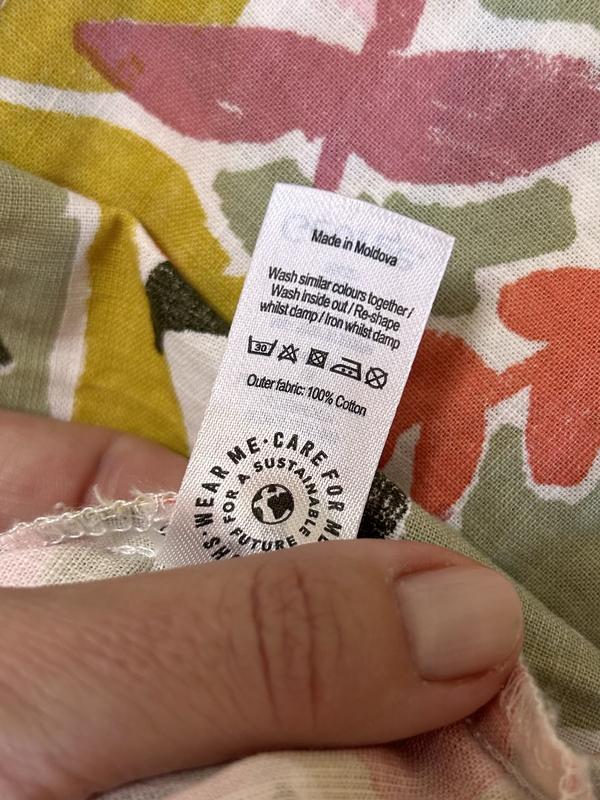 Made in Moldova
Wash similar colours together /
Wash inside out / Re-shape
whilst damp / Iron whilst damp
30
Outer fabric: 100% Cotton
WEAR ME · CARE FOR
FOR A SUSTAINABLE
FUTURE